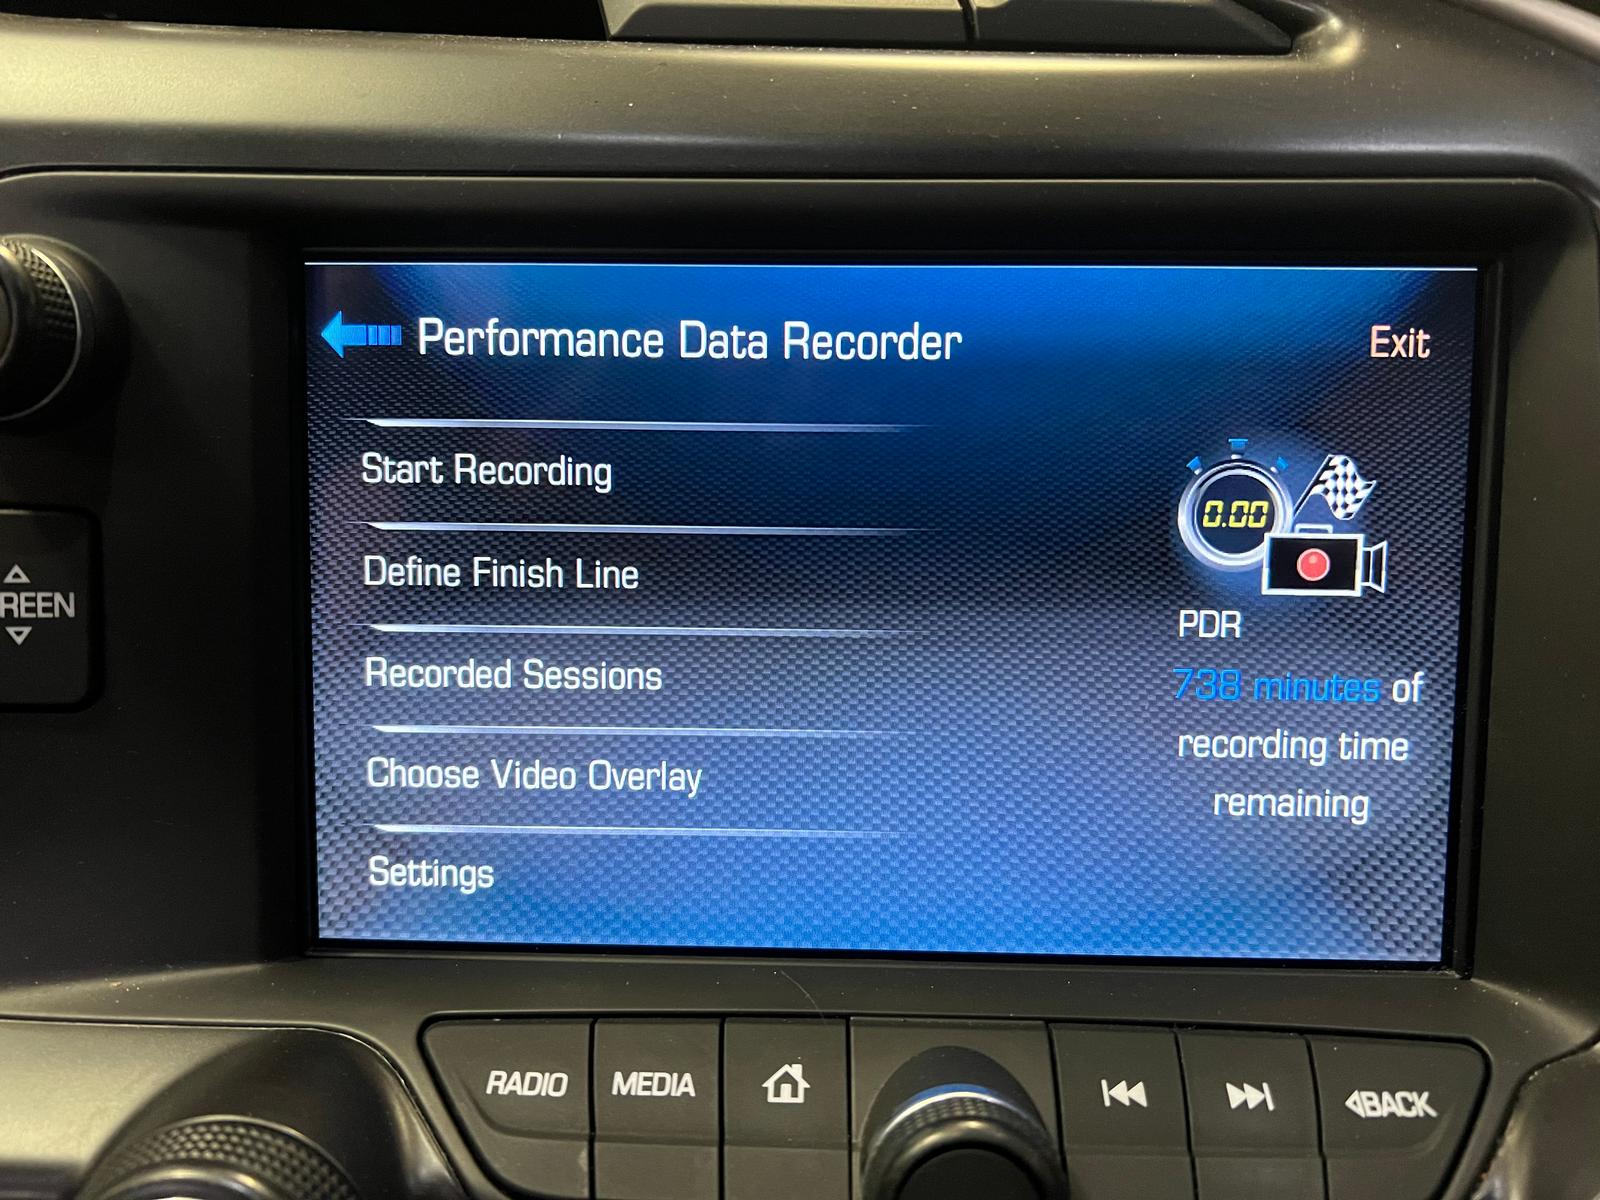 Performance Data Recorder
Exit
Start Recording
Define Finish Line
Recorded Sessions
Choose Video Overlay
Settings
0.00
PDR
738 minutes of
recording time
remaining
REEN
RADIO
MEDIA
BACK